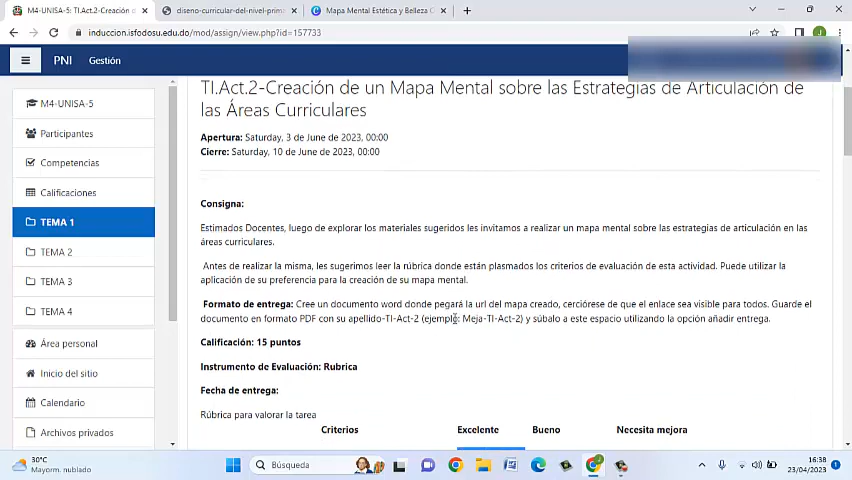 M4-UNISA-5: TI.Act.2-Creación d
diseno-curricular-del-nivel-prim
Mapa Mental Estética y Belleza C
induccion.isfodosu.edu.do/mod/assign/view.php?id=157733
PNI Gestión
M4-UNISA-5
Participantes
Competencias
Calificaciones
TEMA 1
TEMA 2
TEMA 3
TEMA 4
Área personal
Inicio del sitio
Calendario
Archivos privados
TI.Act.2-Creación de un Mapa Mental sobre las Estrategias de Articulación de
las Áreas Curriculares
Apertura: Saturday, 3 de June de 2023, 00:00
Cierre: Saturday, 10 de June de 2023, 00:00
Consigna:
Estimados Docentes, luego de explorar los materiales sugeridos les invitamos a realizar un mapa mental sobre las estrategias de articulación en las
áreas curriculares.
Antes de realizar la misma, les sugerimos leer la rúbrica donde están plasmados los criterios de evaluación de esta actividad. Puede utilizar la
aplicación de su preferencia para la creación de su mapa mental.
Formato de entrega: Cree un documento word donde pegará la url del mapa creado, cerciórese de que el enlace sea visible para todos. Guarde el
documento en formato PDF con su apellido-TI-Act-2 (ejemplo: Meja-TI-Act-2) y súbalo a este espacio utilizando la opción añadir entrega.
Calificación: 15 puntos
Instrumento de Evaluación: Rubrica
Fecha de entrega:
Rúbrica para valorar la tarea
Criterios Excelente Bueno Necesita mejora
30°C
Mayorm. nublado
Búsqueda
16:38
23/04/2023